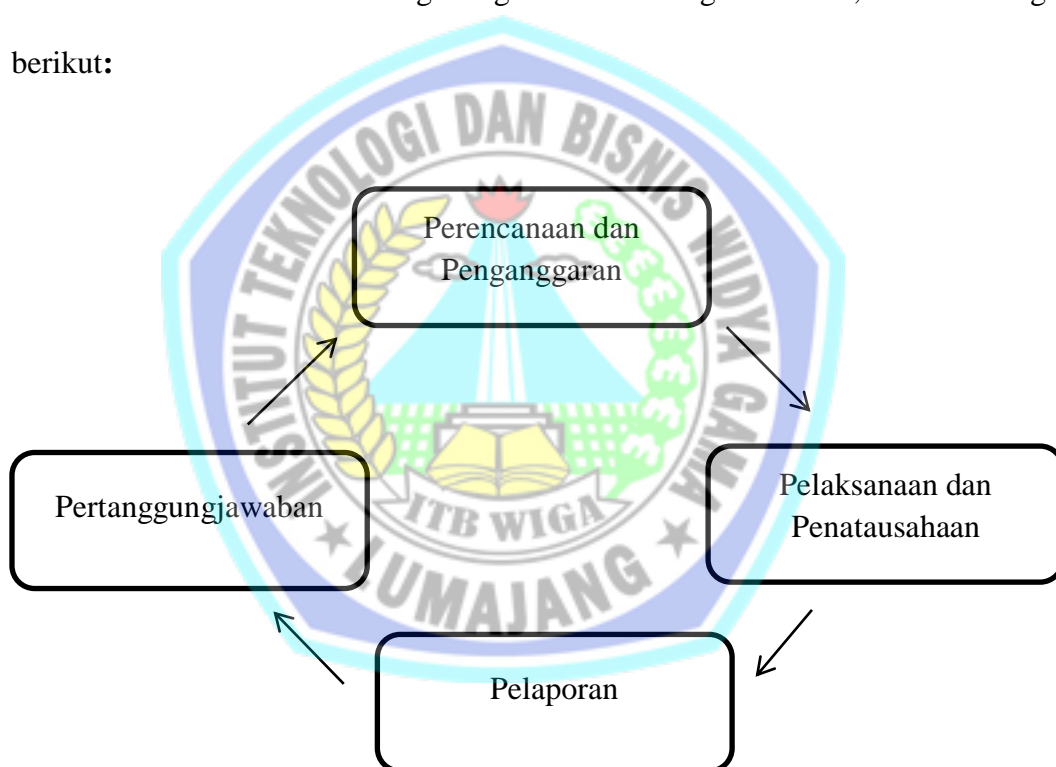 berikut:
INSTITUT TEKNOLOGI DAN BISNIS WIDYA GAMA
Perencanaan dan
Penganggaran
Pertanggungjawaban
Pelaksanaan dan
Penatausahaan
ITB WIGA
LUMAJANG
Pelaporan